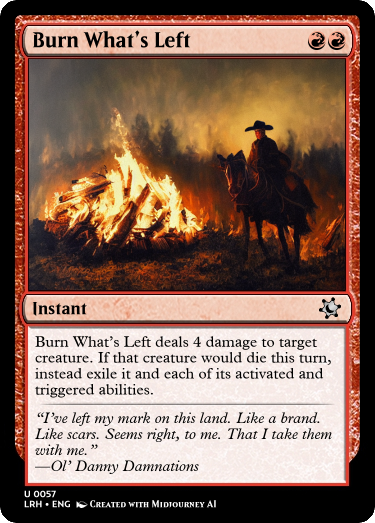 Burn What's Left
Instant
Burn What's Left deals 4 damage to target
creature. If that creature would die this turn,
instead exile it and each of its activated and
triggered abilities.
"I've left my mark on this land. Like a brand.
Like scars. Seems right, to me. That I take them
with me."
—Ol' Danny Damnations
U 0057
LRH • ENG Created with Midjourney AI